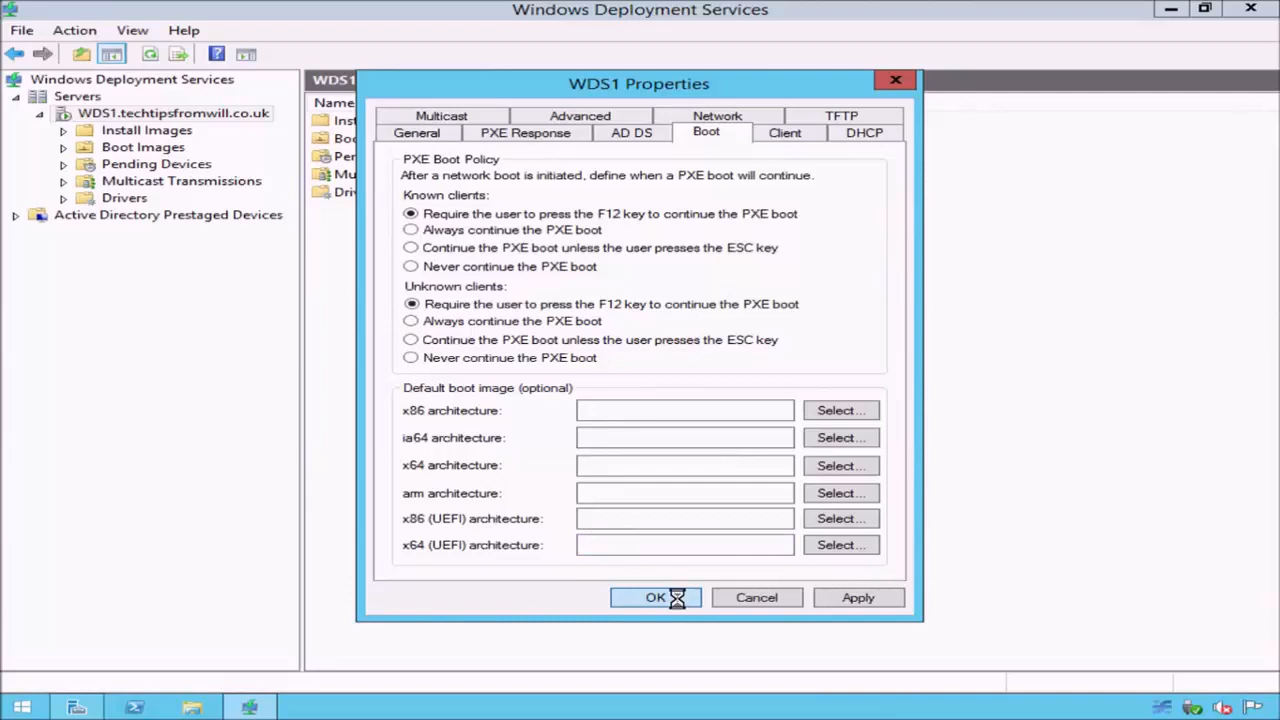 Windows Deployment Services
File Action View Help
Windows Deployment Services
Servers
WDS1.techtipsfromwill.co.uk
Install Images
Boot Images
Pending Devices
Multicast Transmissions
Drivers
Active Directory Prestaged Devices
WDS1
Name
Inst
Boo
Pen
Mu
Driv
WDS1 Properties
Multicast Advanced Network TFTP
General PXE Response AD DS Boot Client DHCP
PXE Boot Policy
After a network boot is initiated, define when a PXE boot will continue.
Known clients:
Require the user to press the F12 key to continue the PXE boot
Always continue the PXE boot
Continue the PXE boot unless the user presses the ESC key
Never continue the PXE boot
Unknown clients:
Require the user to press the F12 key to continue the PXE boot
Always continue the PXE boot
Continue the PXE boot unless the user presses the ESC key
Never continue the PXE boot
Default boot image (optional)
x86 architecture: Select...
ia64 architecture: Select...
x64 architecture: Select...
arm architecture: Select...
x86 (UEFI) architecture: Select...
x64 (UEFI) architecture: Select...
OK Cancel Apply